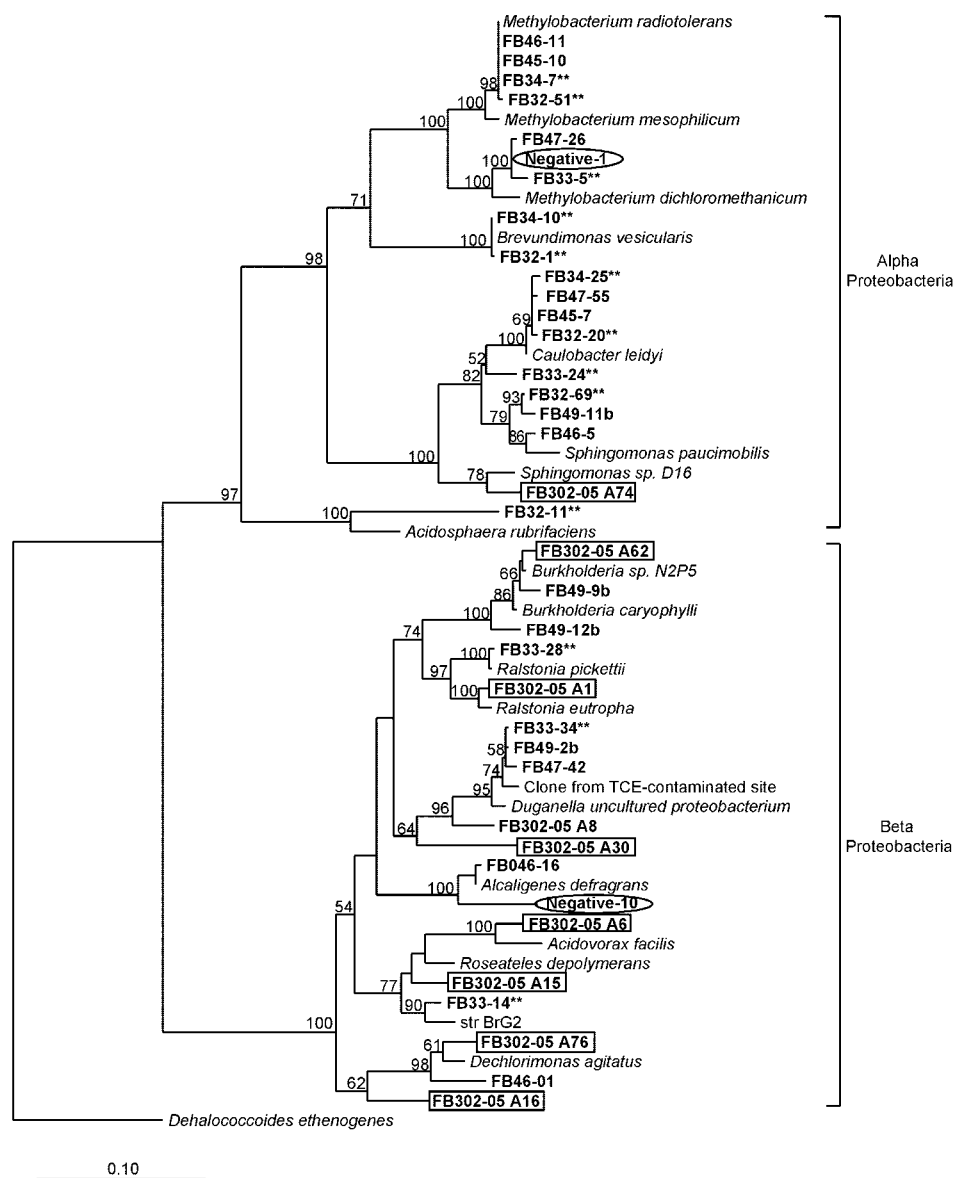 Methylobacterium radiotolerans
FB46-11
FB45-10
FB34-7**
98
FB32-51**
100
Methylobacterium mesophilicum
100
FB47-26
Negative-1
100
FB33-5**
100
Methylobacterium dichloromethanicum
71
FB34-10**
Brevundimonas vesicularis
100
FB32-1**
98
Alpha
Proteobacteria
FB34-25**
FB47-55
FB45-7
69
FB32-20**
100
Caulobacter leidyi
52
FB33-24**
82
FB32-69**
93
FB49-11b
79
FB46-5
86
Sphingomonas paucimobilis
100
Sphingomonas sp. D16
78
FB302-05 A74
97
FB32-11**
100
Acidosphaera rubrifaciens
FB302-05 A62
Burkholderia sp. N2P5
66
FB49-9b
86
Burkholderia caryophylli
100
FB49-12b
74
FB33-28**
100
Ralstonia pickettii
97
FB302-05 A1
100
Ralstonia eutropha
FB33-34**
FB49-2b
58
FB47-42
74
Clone from TCE-contaminated site
95
Duganella uncultured proteobacterium
96
FB302-05 A8
64
FB302-05 A30
Beta
Proteobacteria
FB046-16
Alcaligenes defragrans
100
Negative-10
54
FB302-05 A6
100
Acidovorax facilis
Roseateles depolymerans
FB302-05 A15
77
FB33-14**
90
str BrG2
100
FB302-05 A76
61
Dechlorimonas agitatus
98
FB46-01
62
FB302-05 A16
Dehalococcoides ethenogenes
0.10